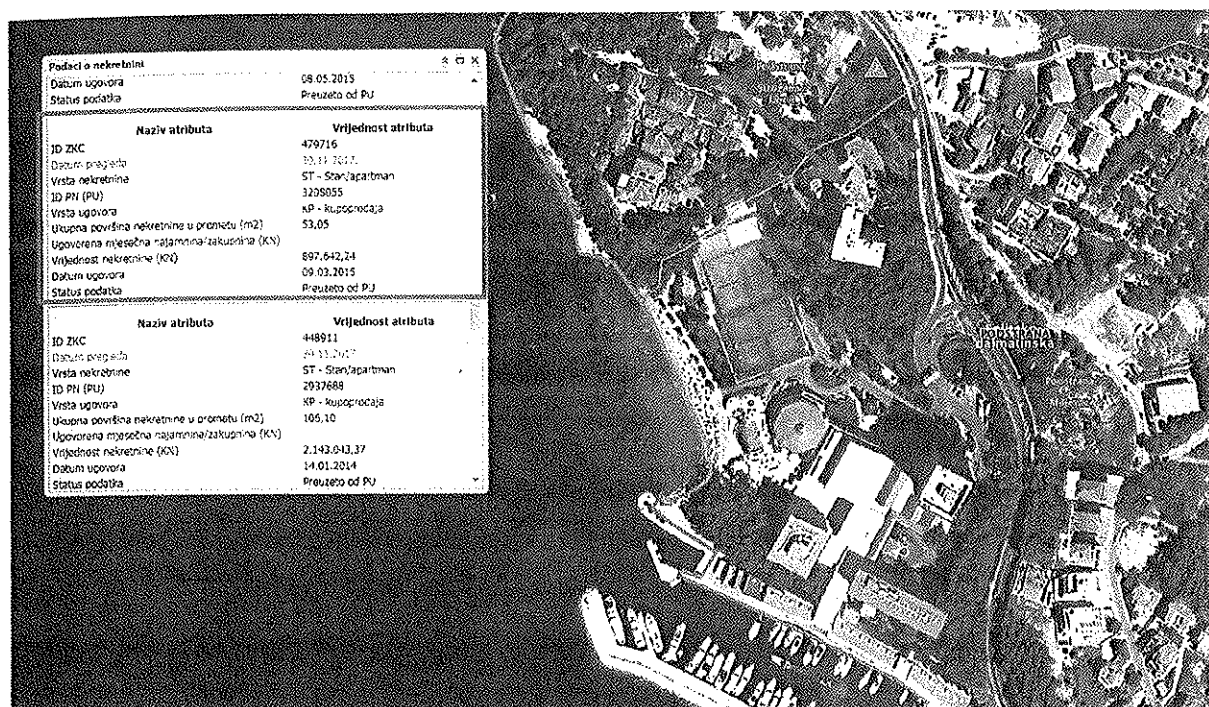 Podaci o nekretnini
Datum ugovora 08.05.2015
Status podatka Preuzeto od PU
Naziv atributa Vrijednost atributa
ID ZKC 479716
Datum pregleda
Vrsta nekretnine ST - Stan/apartman
ID PN (PU) 3208055
Vrsta ugovora KP - kupoprodaja
Ukupna površina nekretnine u prometu (m2) 53,05
Ugovorena mjesečna najamnina/zakupnina (KN)
Vrijednost nekretnine (KN) 897.642,24
Datum ugovora 09.03.2015
Status podatka Preuzeto od PU
Naziv atributa Vrijednost atributa
ID ZKC 448911
Datum pregleda
Vrsta nekretnine ST - Stan/apartman
ID PN (PU) 2937688
Vrsta ugovora KP - kupoprodaja
Ukupna površina nekretnine u prometu (m2) 106,10
Ugovorena mjesečna najamnina/zakupnina (KN)
Vrijednost nekretnine (KN) 2.143.043,37
Datum ugovora 14.01.2014
Status podatka Preuzeto od PU
PODSTRANA
dalmatinska